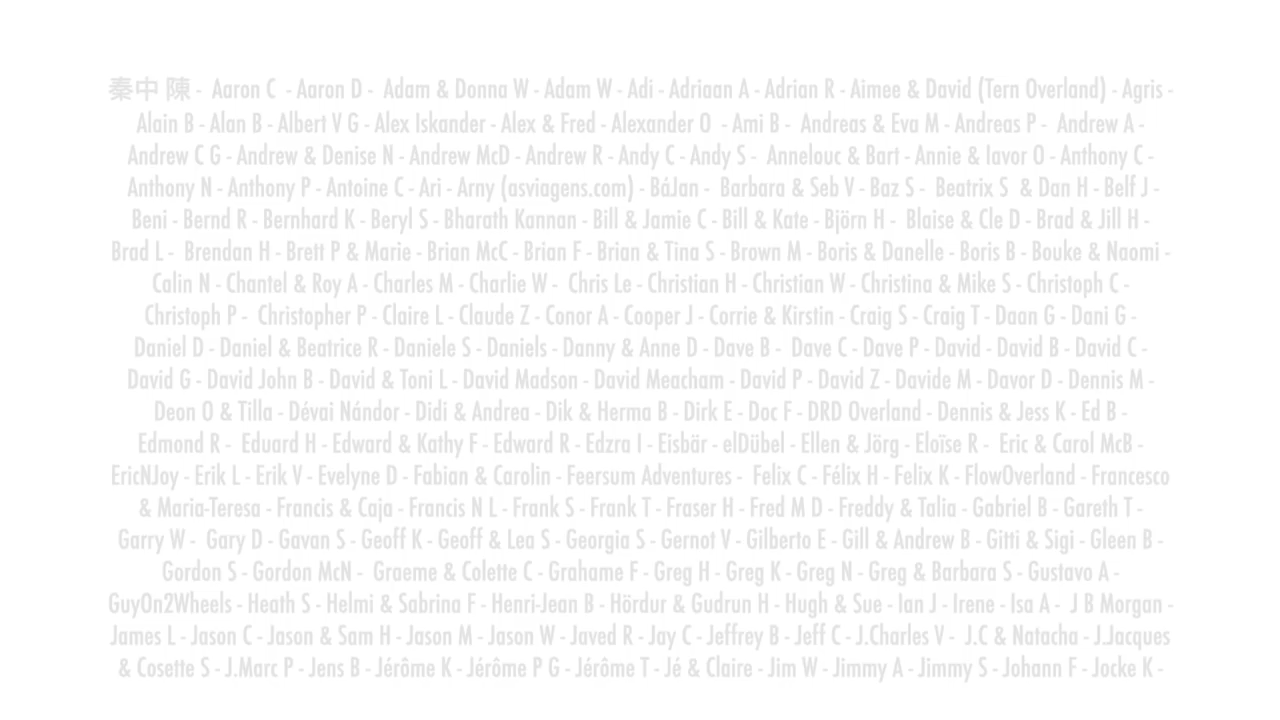 秦中 陳 - Aaron C - Aaron D - Adam & Donna W - Adam W - Adi - Adriaan A - Adrian R - Aimee & David (Tern Overland) - Agris -
Alain B - Alan B - Albert V G - Alex Iskander - Alex & Fred - Alexander O - Ami B - Andreas & Eva M - Andreas P - Andrew A -
Andrew C G - Andrew & Denise N - Andrew McD - Andrew R - Andy C - Andy S - Annelouc & Bart - Annie & Iavor O - Anthony C -
Anthony N - Anthony P - Antoine C - Ari - Arny (asviagens.com) - BáJan - Barbara & Seb V - Baz S - Beatrix S & Dan H - Belf J -
Beni - Bernd R - Bernhard K - Beryl S - Bharath Kannan - Bill & Jamie C - Bill & Kate - Björn H - Blaise & Cle D - Brad & Jill H -
Brad L - Brendan H - Brett P & Marie - Brian McC - Brian F - Brian & Tina S - Brown M - Boris & Danelle - Boris B - Bouke & Naomi -
Calin N - Chantel & Roy A - Charles M - Charlie W - Chris Le - Christian H - Christian W - Christina & Mike S - Christoph C -
Christoph P - Christopher P - Claire L - Claude Z - Conor A - Cooper J - Corrie & Kirstin - Craig S - Craig T - Daan G - Dani G -
Daniel D - Daniel & Beatrice R - Daniele S - Daniels - Danny & Anne D - Dave B - Dave C - Dave P - David - David B - David C -
David G - David John B - David & Toni L - David Madson - David Meacham - David P - David Z - Davide M - Davor D - Dennis M -
Deon O & Tilla - Dévai Nándor - Didi & Andrea - Dik & Herma B - Dirk E - Doc F - DRD Overland - Dennis & Jess K - Ed B -
Edmond R - Eduard H - Edward & Kathy F - Edward R - Edzra I - Eisbär - elDübel - Ellen & Jörg - Eloïse R - Eric & Carol McB -
EricNJoy - Erik L - Erik V - Evelyne D - Fabian & Carolin - Feersum Adventures - Felix C - Félix H - Felix K - FlowOverland - Francesco
& Maria-Teresa - Francis & Caja - Francis N L - Frank S - Frank T - Fraser H - Fred M D - Freddy & Talia - Gabriel B - Gareth T -
Garry W - Gary D - Gavan S - Geoff K - Geoff & Lea S - Georgia S - Gernot V - Gilberto E - Gill & Andrew B - Gitti & Sigi - Gleen B -
Gordon S - Gordon McN - Graeme & Colette C - Grahame F - Greg H - Greg K - Greg N - Greg & Barbara S - Gustavo A -
GuyOn2Wheels - Heath S - Helmi & Sabrina F - Henri-Jean B - Hördur & Gudrun H - Hugh & Sue - Ian J - Irene - Isa A - J B Morgan -
James L - Jason C - Jason & Sam H - Jason M - Jason W - Javed R - Jay C - Jeffrey B - Jeff C - J.Charles V - J.C & Natacha - J.Jacques
& Cosette S - J.Marc P - Jens B - Jérôme K - Jérôme P G - Jérôme T - Jé & Claire - Jim W - Jimmy A - Jimmy S - Johann F - Jocke K -